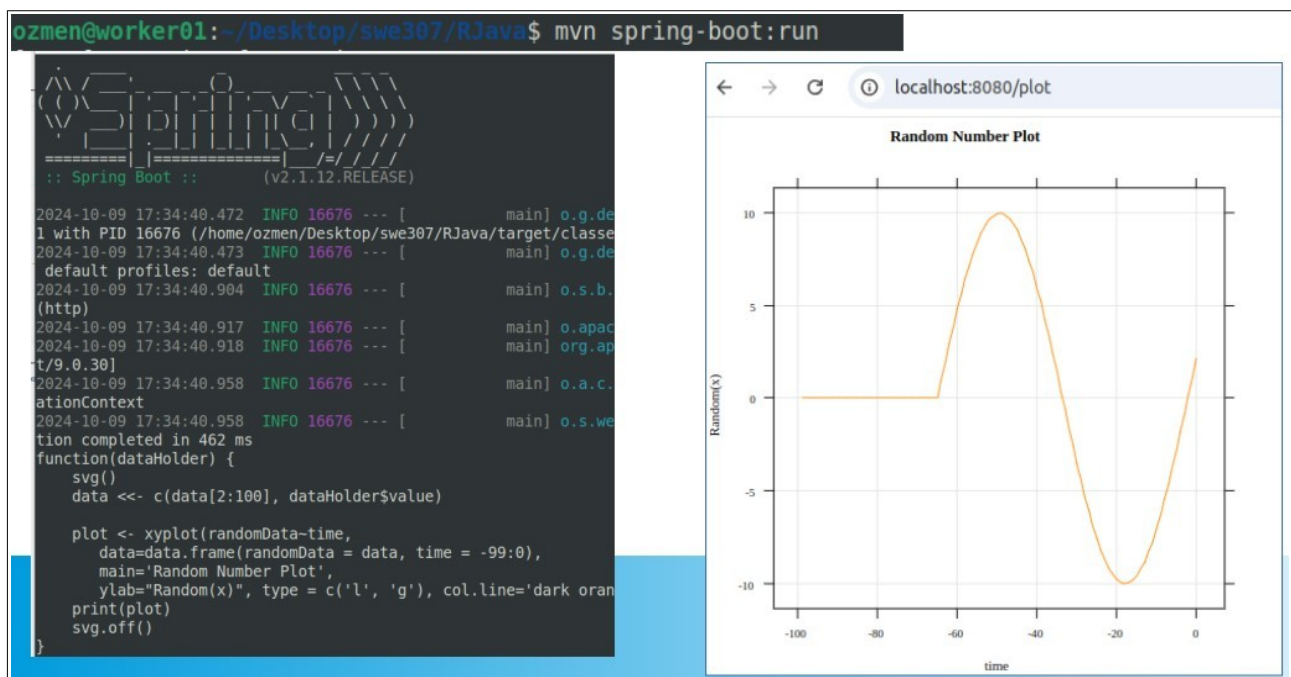 ozmen@worker01:~/Desktop/swe307/RJava$ mvn spring-boot:run
:: Spring Boot :: (v2.1.12.RELEASE)
2024-10-09 17:34:40.472 INFO 16676 --- [ main] o.g.de
1 with PID 16676 (/home/ozmen/Desktop/swe307/RJava/target/classe
2024-10-09 17:34:40.473 INFO 16676 --- [ main] o.g.de
default profiles: default
2024-10-09 17:34:40.904 INFO 16676 --- [ main] o.s.b.
(http)
2024-10-09 17:34:40.917 INFO 16676 --- [ main] o.apac
2024-10-09 17:34:40.918 INFO 16676 --- [ main] org.ap
t/9.0.30]
2024-10-09 17:34:40.958 INFO 16676 --- [ main] o.a.c.
ationContext
2024-10-09 17:34:40.958 INFO 16676 --- [ main] o.s.we
tion completed in 462 ms
function(dataHolder) {
svg()
data <<- c(data[2:100], dataHolder$value)
plot <- xyplot(randomData~time,
data=data.frame(randomData = data, time = -99:0),
main='Random Number Plot',
ylab="Random(x)", type = c('l', 'g'), col.line='dark oran
print(plot)
svg.off()
}
localhost:8080/plot
Random Number Plot
10
5
0
-5
-10
Random(x)
-100 -80 -60 -40 -20 0
time